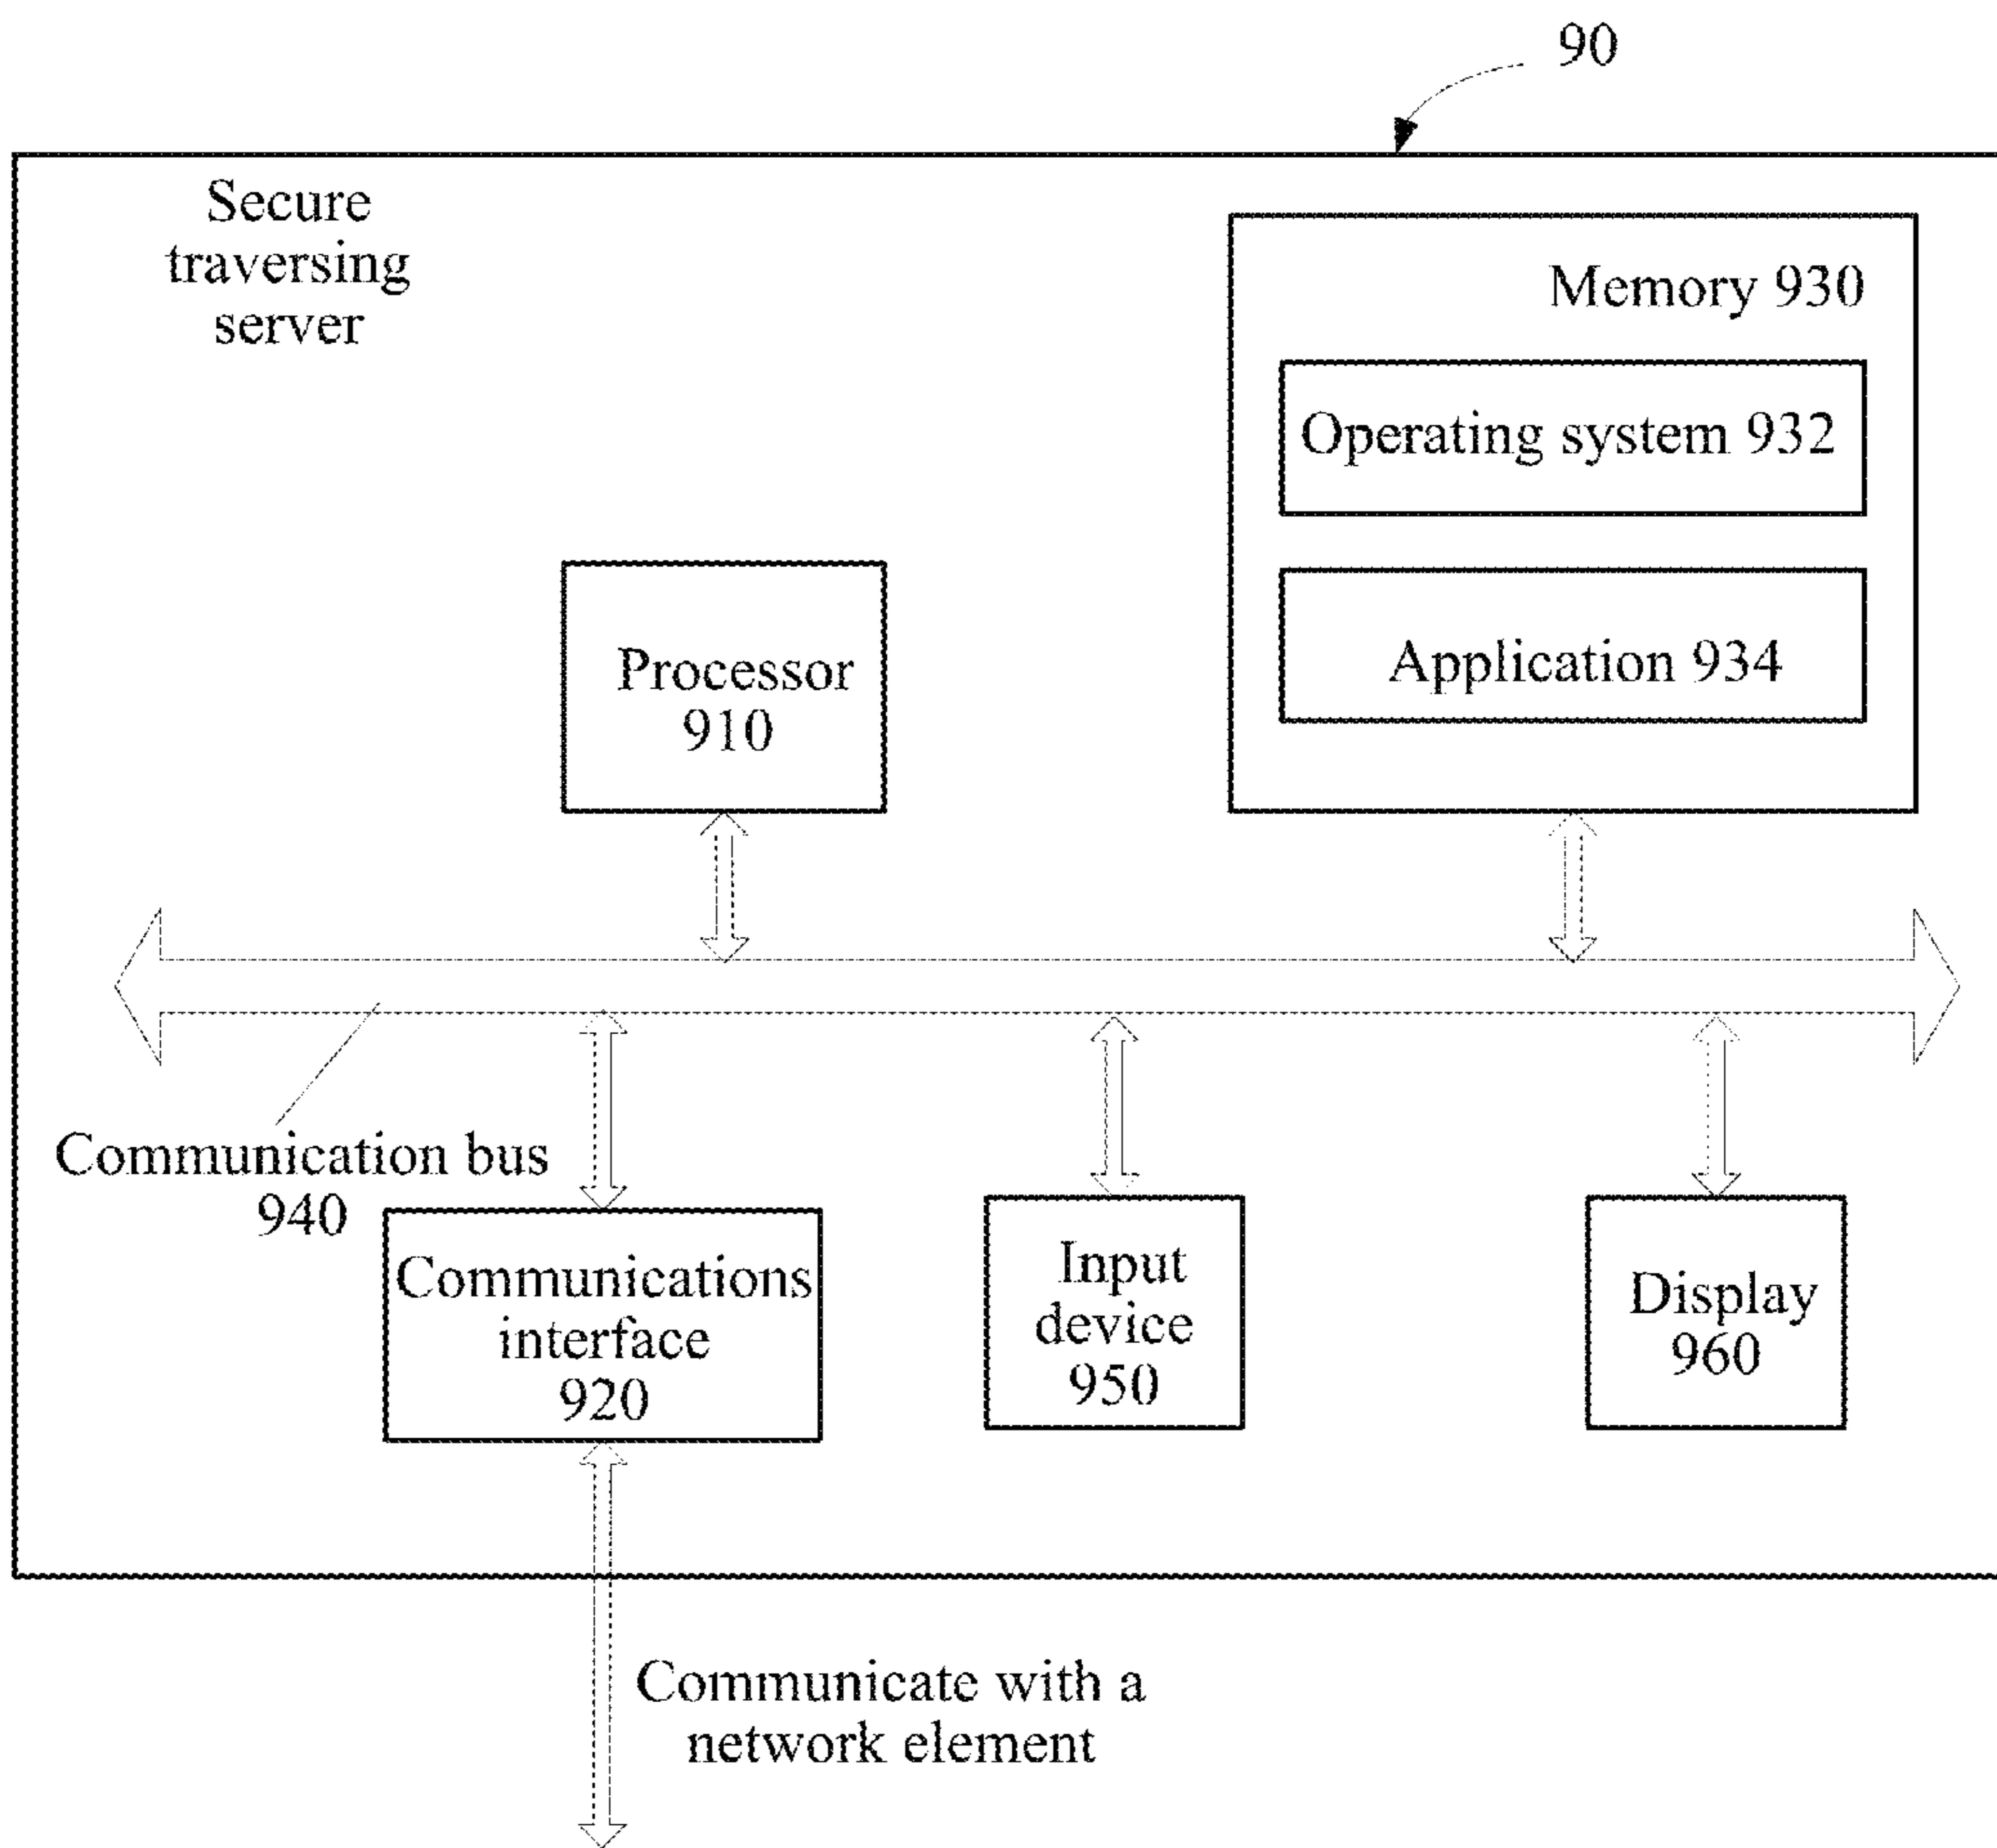 90
Secure
traversing
server
Memory 930
Operating system 932
Application 934
Processor
910
Communication bus
940
Communications
interface
920
Input
device
950
Display
960
Communicate with a
network element